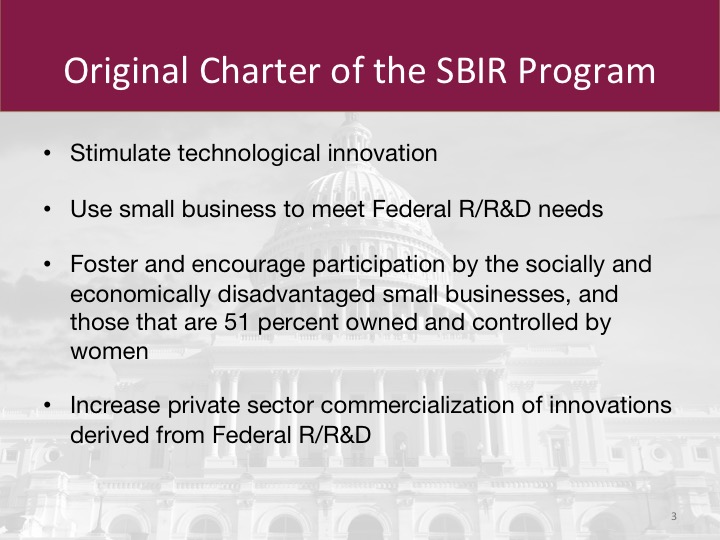 Original Charter of the SBIR Program
• Stimulate technological innovation
• Use small business to meet Federal R/R&D needs
• Foster and encourage participation by the socially and
economically disadvantaged small businesses, and
those that are 51 percent owned and controlled by
women
• Increase private sector commercialization of innovations
derived from Federal R/R&D
3